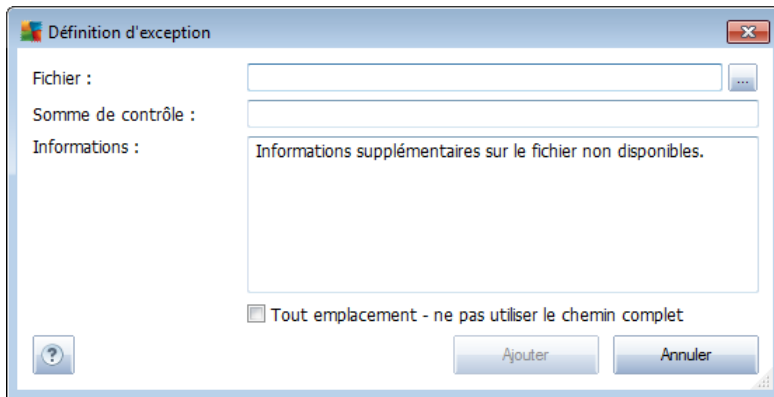 Définition d'exception
Fichier :
...
Somme de contrôle :
Informations :
Informations supplémentaires sur le fichier non disponibles.
Tout emplacement - ne pas utiliser le chemin complet
?
Ajouter
Annuler